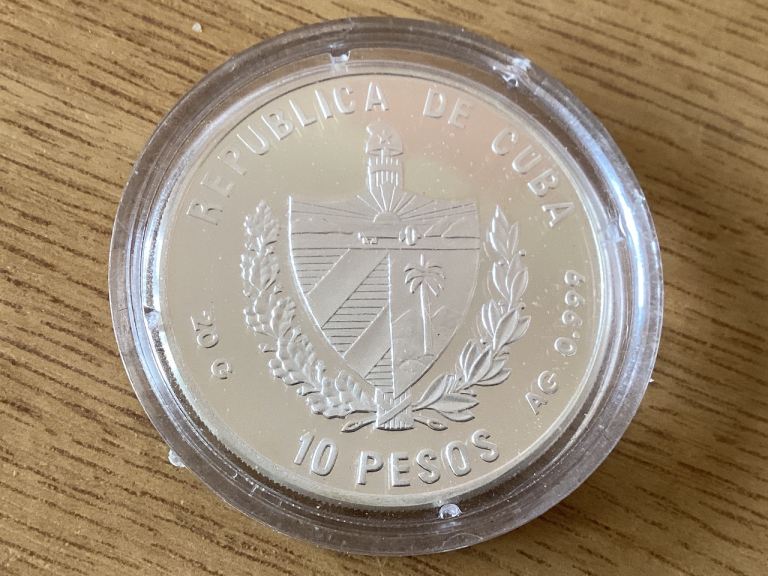 REPUBLICA DE CUBA
20 G
AG 0.999
10 PESOS